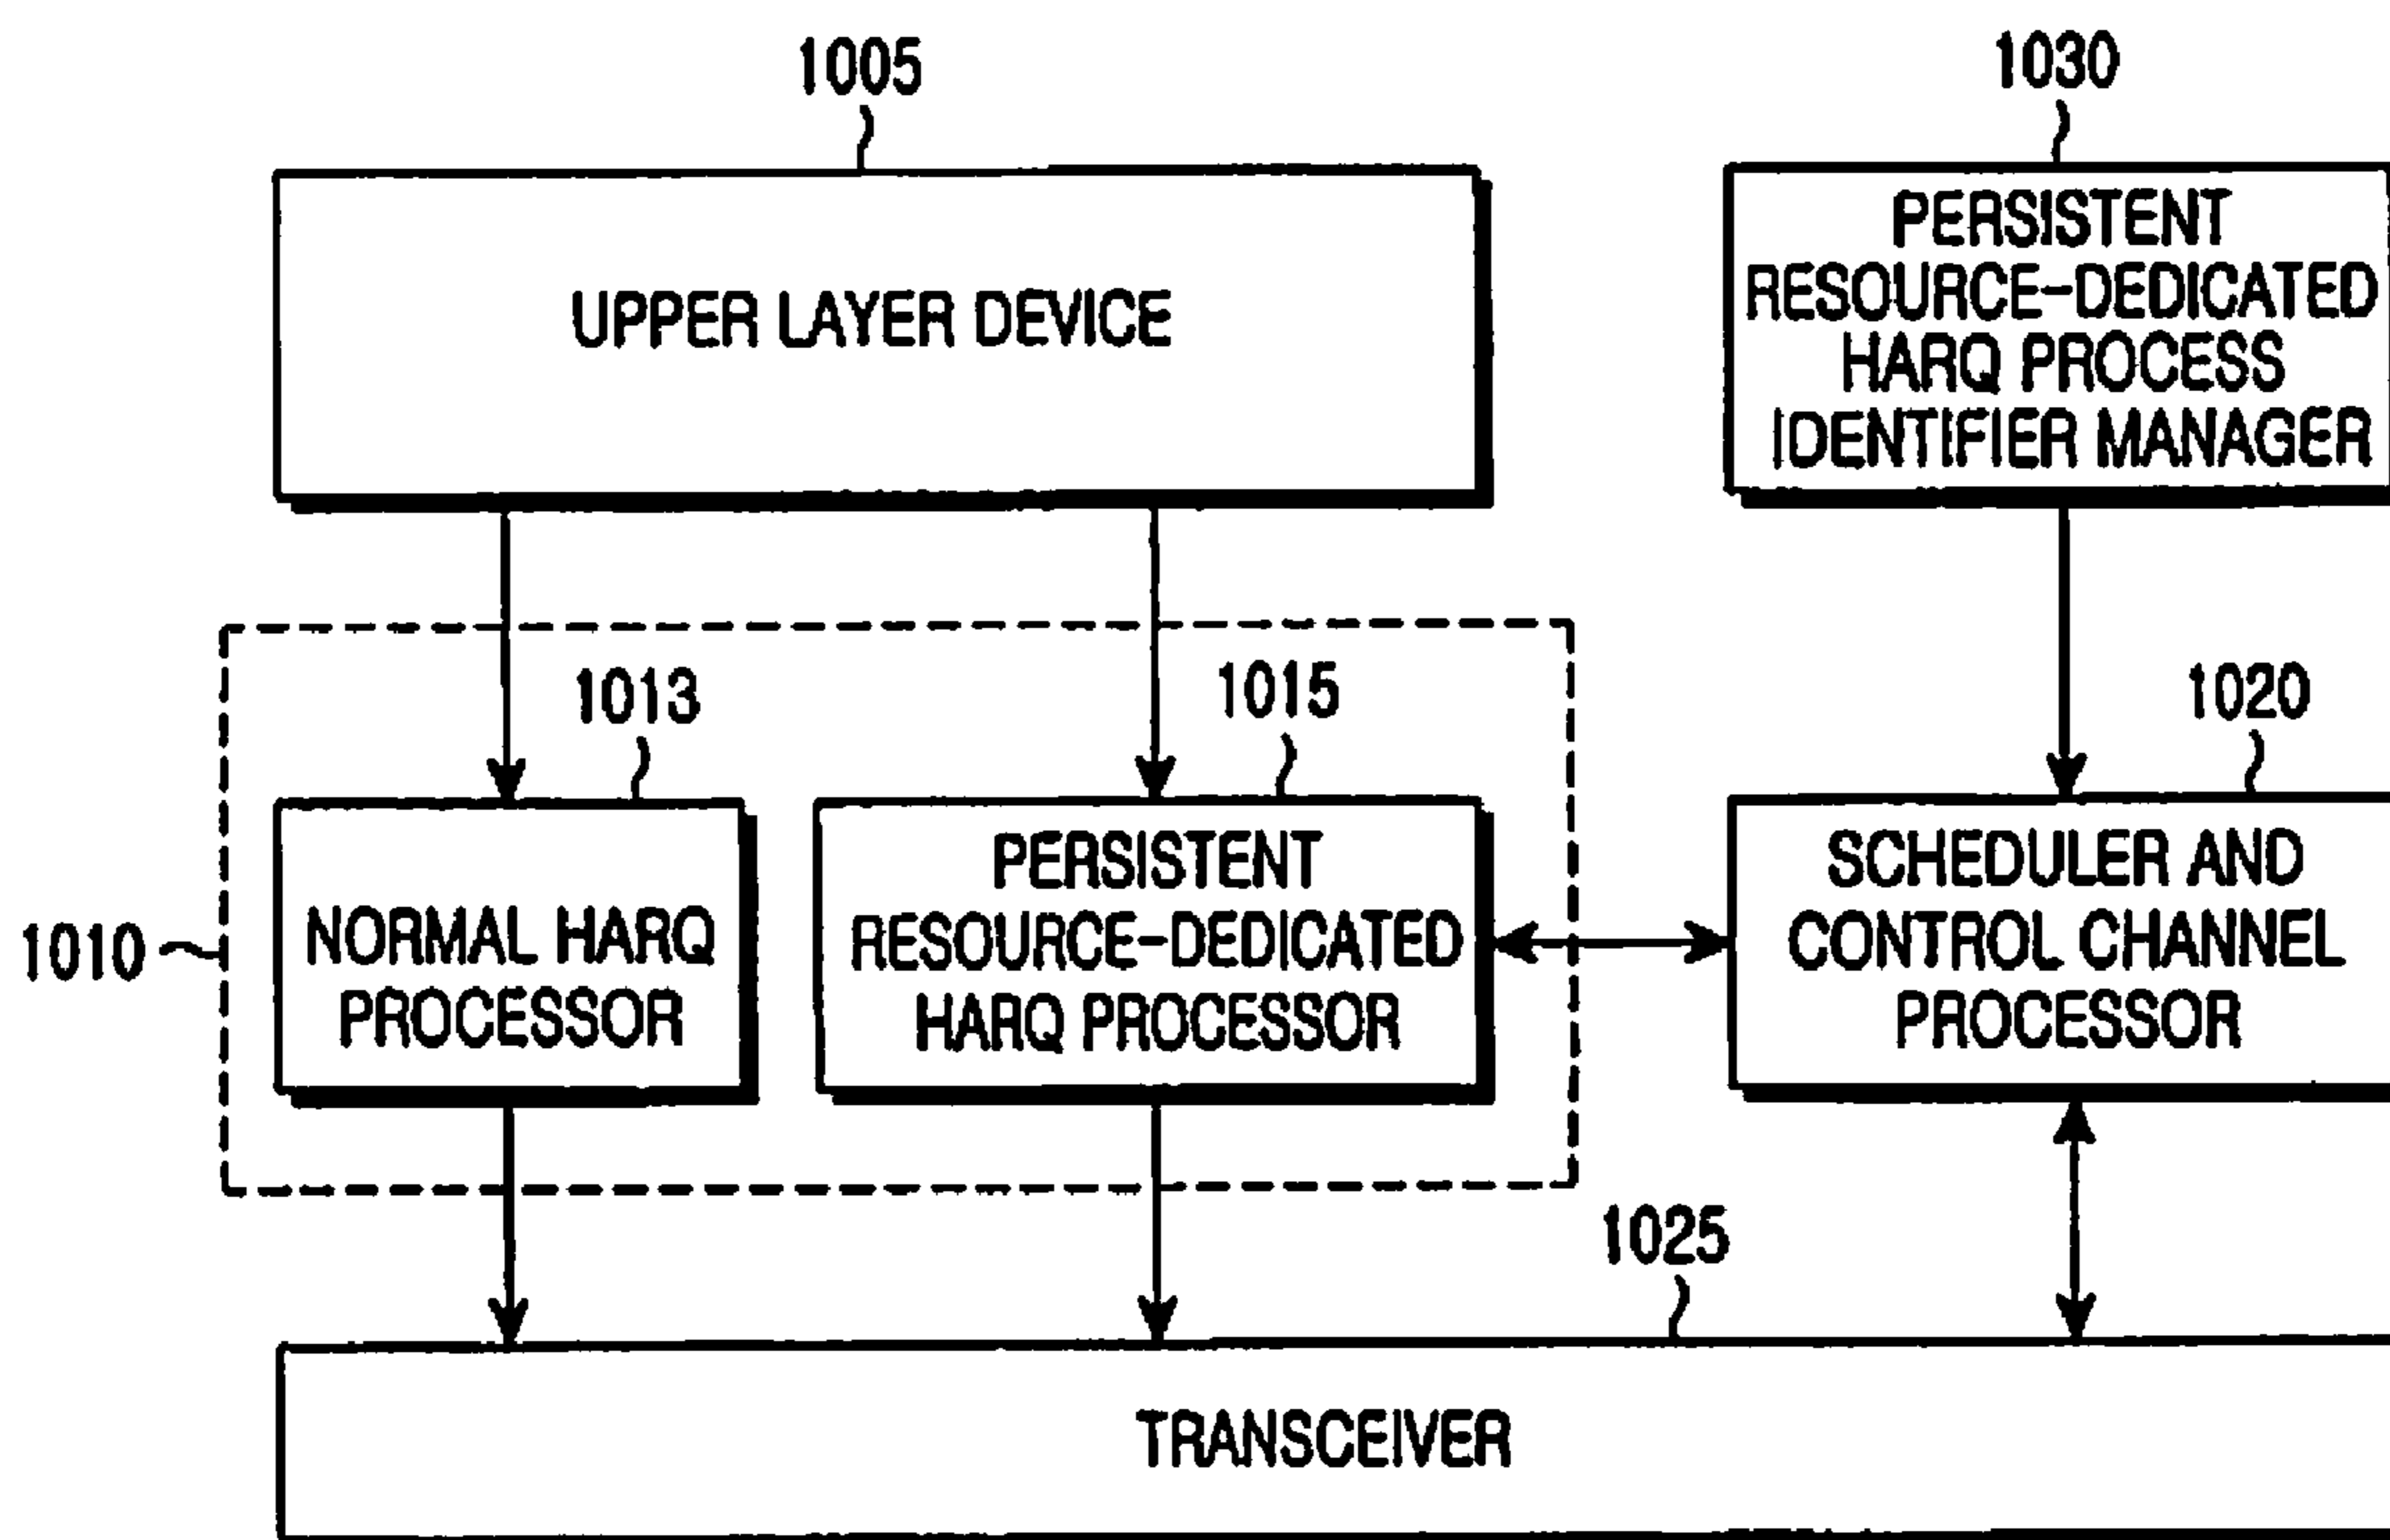 1005
1030
UPPER LAYER DEVICE
PERSISTENT
RESOURCE-DEDICATED
HARQ PROCESS
IDENTIFIER MANAGER
1010
1013
1015
1020
NORMAL HARQ
PROCESSOR
PERSISTENT
RESOURCE-DEDICATED
HARQ PROCESSOR
SCHEDULER AND
CONTROL CHANNEL
PROCESSOR
1025
TRANSCEIVER